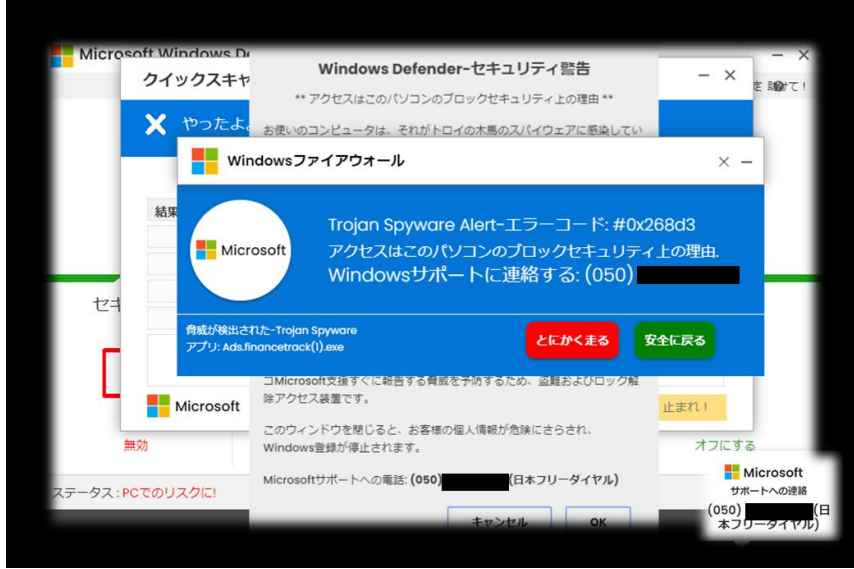 Microsoft Windows De
クイックスキャ
やったよ
結果
Windows Defender-セキュリティ警告
** アクセスはこのパソコンのブロックセキュリティ上の理由 **
お使いのコンピュータは、それがトロイの木馬のスパイウェアに感染してい
Windowsファイアウォール
Microsoft
Trojan Spyware Alert-エラーコード: #0x268d3
アクセスはこのパソコンのブロックセキュリティ上の理由.
Windowsサポートに連絡する: (050)
脅威が検出された-Trojan Spyware
アプリ: Ads.financetrack(1).exe
とにかく走る
安全に戻る
コMicrosoft支援すぐに報告する脅威を予防するため、盗難およびロック解
除アクセス装置です。
このウィンドウを閉じると、お客様の個人情報が危険にさらされ、
Windows登録が停止されます。
Microsoftサポートへの電話: (050) (日本フリーダイヤル)
キャンセル
OK
Microsoft
止まれ!
セキ
無効
オフにする
ステータス: PCでのリスクに!
Microsoft
サポートへの連絡
(050) (日
本フリーダイヤル)